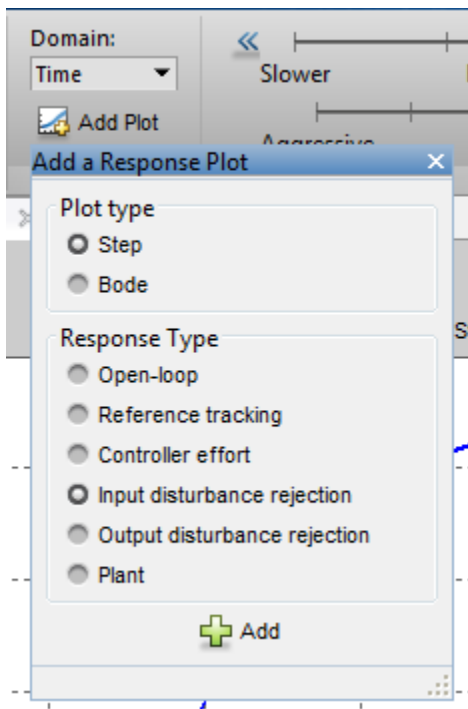 Domain:
Time
Slower
Add Plot
Aggressive
Add a Response Plot
Plot type
Step
Bode
Response Type
Open-loop
Reference tracking
Controller effort
Input disturbance rejection
Output disturbance rejection
Plant
Add